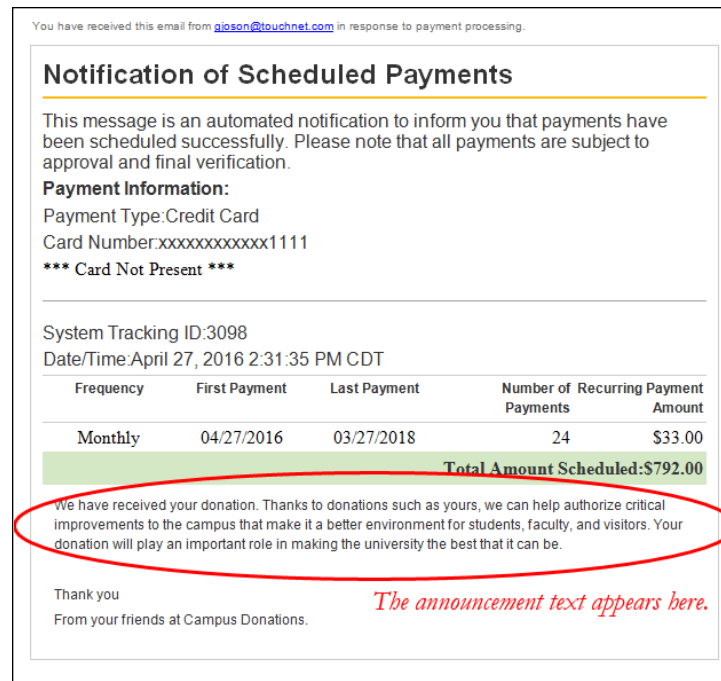 You have received this email from gjoson@touchnet.com in response to payment processing.
Notification of Scheduled Payments
This message is an automated notification to inform you that payments have
been scheduled successfully. Please note that all payments are subject to
approval and final verification.
Payment Information:
Payment Type:Credit Card
Card Number:xxxxxxxxxxxx1111
*** Card Not Present ***
System Tracking ID:3098
Date/Time:April 27, 2016 2:31:35 PM CDT
Frequency First Payment Last Payment Number of Recurring Payment
Payments Amount
Monthly 04/27/2016 03/27/2018 24 $33.00
Total Amount Scheduled:$792.00
We have received your donation. Thanks to donations such as yours, we can help authorize critical
improvements to the campus that make it a better environment for students, faculty, and visitors. Your
donation will play an important role in making the university the best that it can be.
Thank you
The announcement text appears here.
From your friends at Campus Donations.